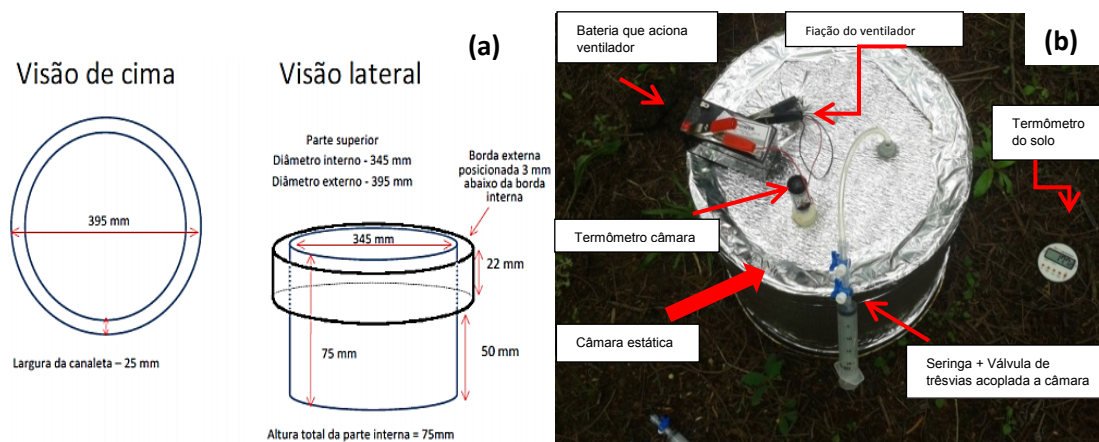 (a)
Visão de cima
395 mm
Largura da canaleta – 25 mm
Visão lateral
Parte superior
Diâmetro interno - 345 mm
Diâmetro externo - 395 mm
Borda externa
posicionada 3 mm
abaixo da borda
interna
345 mm
22 mm
75 mm
50 mm
Altura total da parte interna = 75mm
(b)
Bateria que aciona
ventilador
Fiação do ventilador
Termômetro
do solo
Termômetro câmara
Câmara estática
Seringa + Válvula de
trêsvias acoplada a câmara